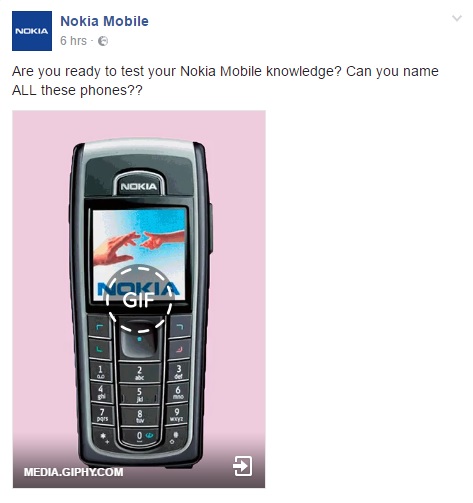 NOKIA
Nokia Mobile
6 hrs ·
Are you ready to test your Nokia Mobile knowledge? Can you name
ALL these phones??
NOKIA
NOKIA
GIF
1
2
abc
3
def
4
ghi
5
jkl
6
mno
7
pqrs
8
tuv
9
wxyz
*
0
#
MEDIA.GIPHY.COM